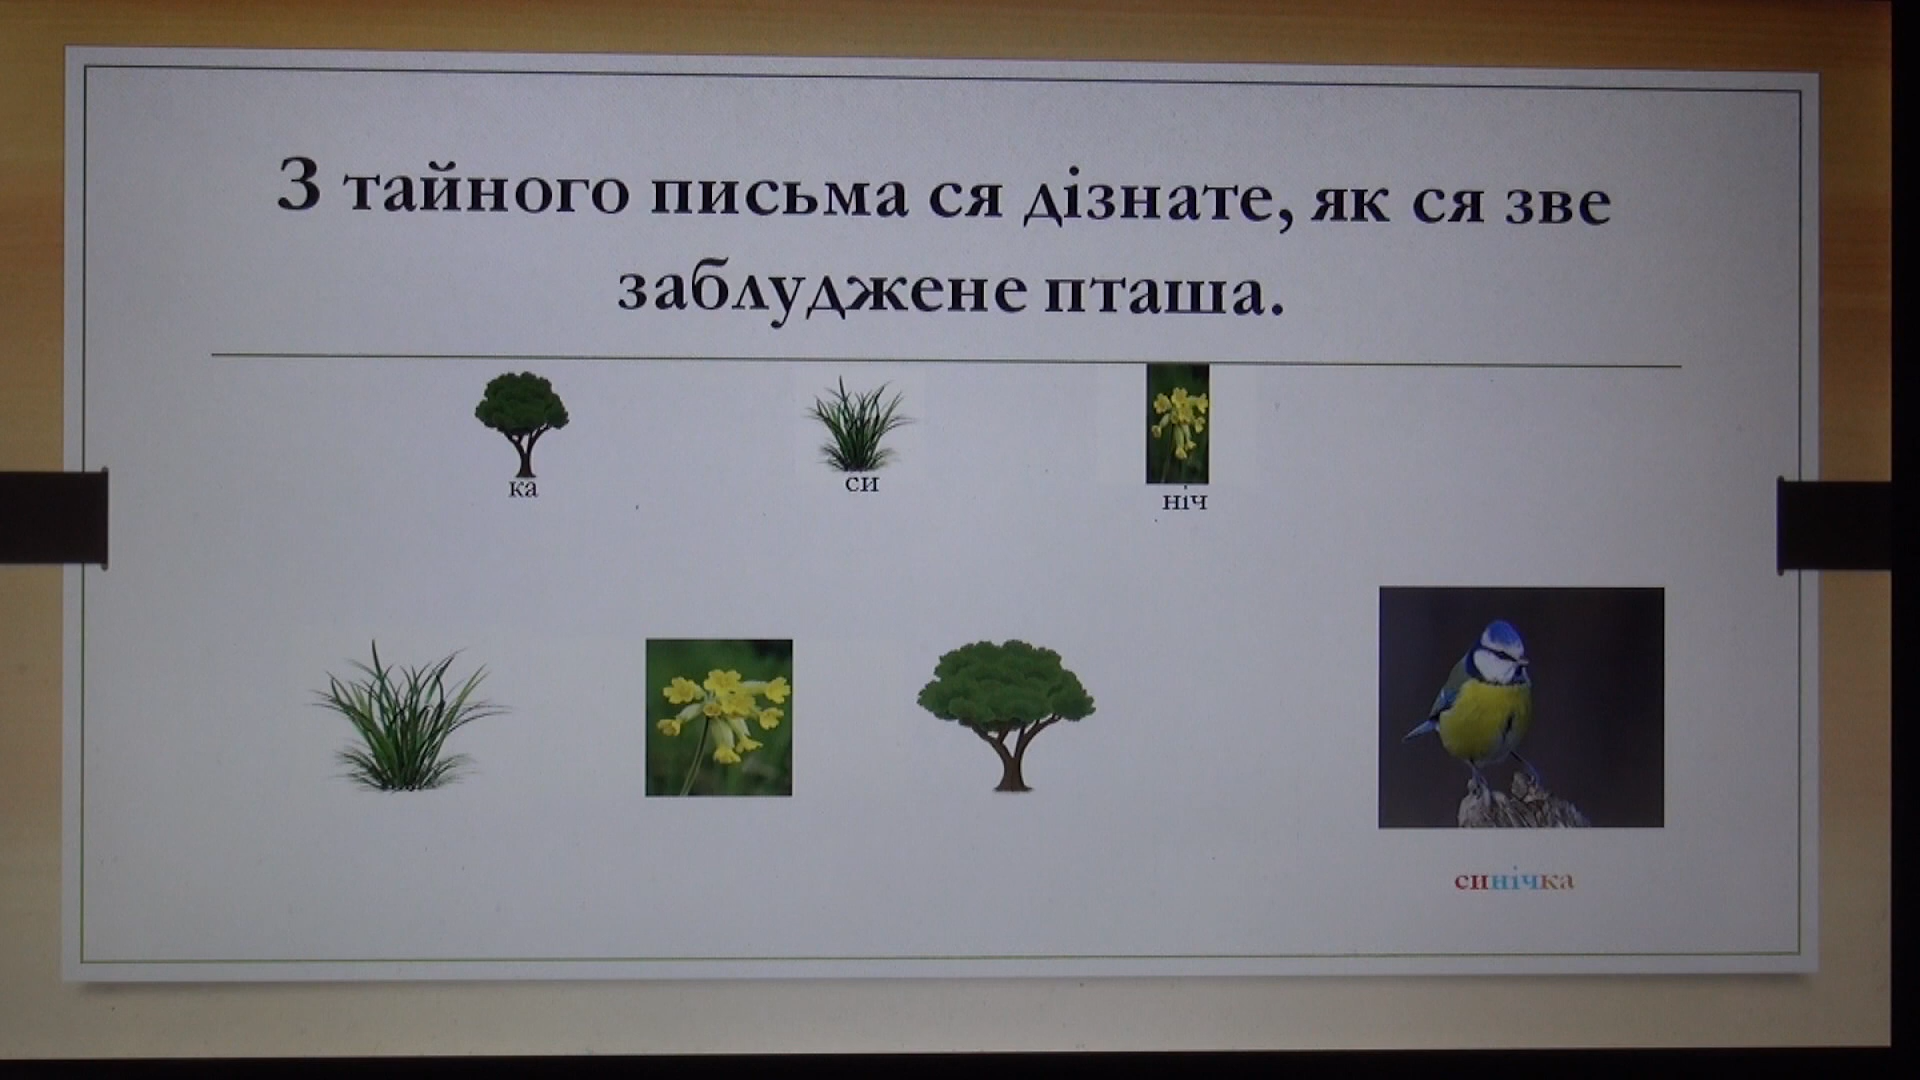 З тайного письма ся дізнате, як ся зве
заблуджене пташа.
ка си ніч
синічка